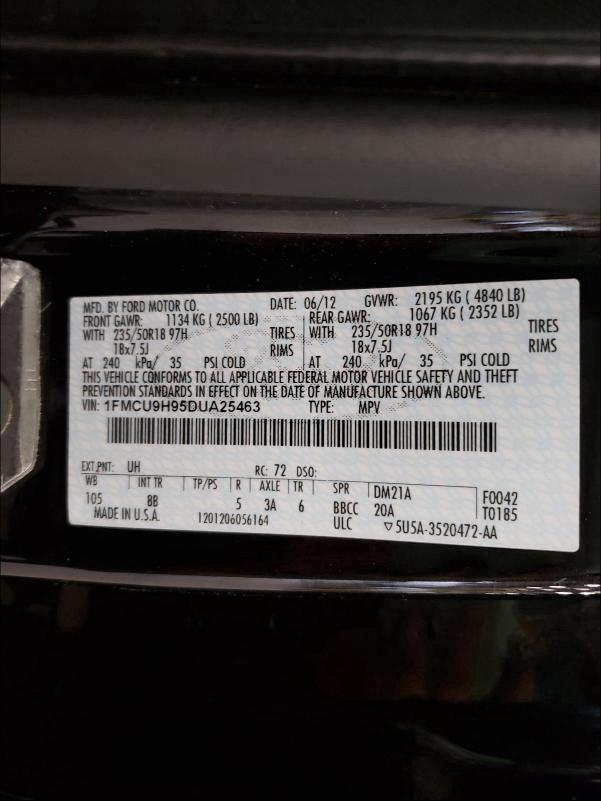 MFD. BY FORD MOTOR CO. DATE: 06/12 GVWR: 2195 KG ( 4840 LB)
FRONT GAWR: 1134 KG ( 2500 LB) REAR GAWR: 1067 KG ( 2352 LB)
WITH 235/50R18 97H TIRES WITH 235/50R18 97H TIRES
18x7.5J RIMS 18x7.5J RIMS
AT 240 kPa/ 35 PSI COLD AT 240 kPa/ 35 PSI COLD
THIS VEHICLE CONFORMS TO ALL APPLICABLE FEDERAL MOTOR VEHICLE SAFETY AND THEFT
PREVENTION STANDARDS IN EFFECT ON THE DATE OF MANUFACTURE SHOWN ABOVE.
VIN: 1FMCU9H95DUA25463 TYPE: MPV
EXT PNT: UH RC: 72 DSO:
WB INT TR TP/PS R AXLE TR SPR DM21A F0042
105 8B 5 3A 6 BBCC 20A T0185
MADE IN U.S.A. 1201206056164 ULC ▽5U5A-3520472-AA